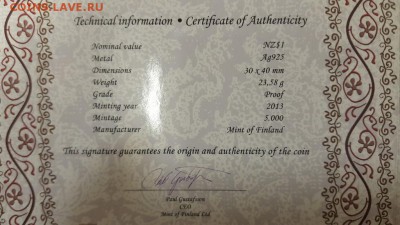 COINS.LAVE.RU
Technical information • Certificate of Authenticity
Nominal value NZ$1
Metal Ag925
Dimensions 30 x 40 mm
Weight 23,58 g
Grade Proof
Minting year 2013
Mintage 5.000
Manufacturer Mint of Finland
This signature guarantees the origin and authenticity of the coin
Paul Gustafsson
CEO
Mint of Finland Ltd